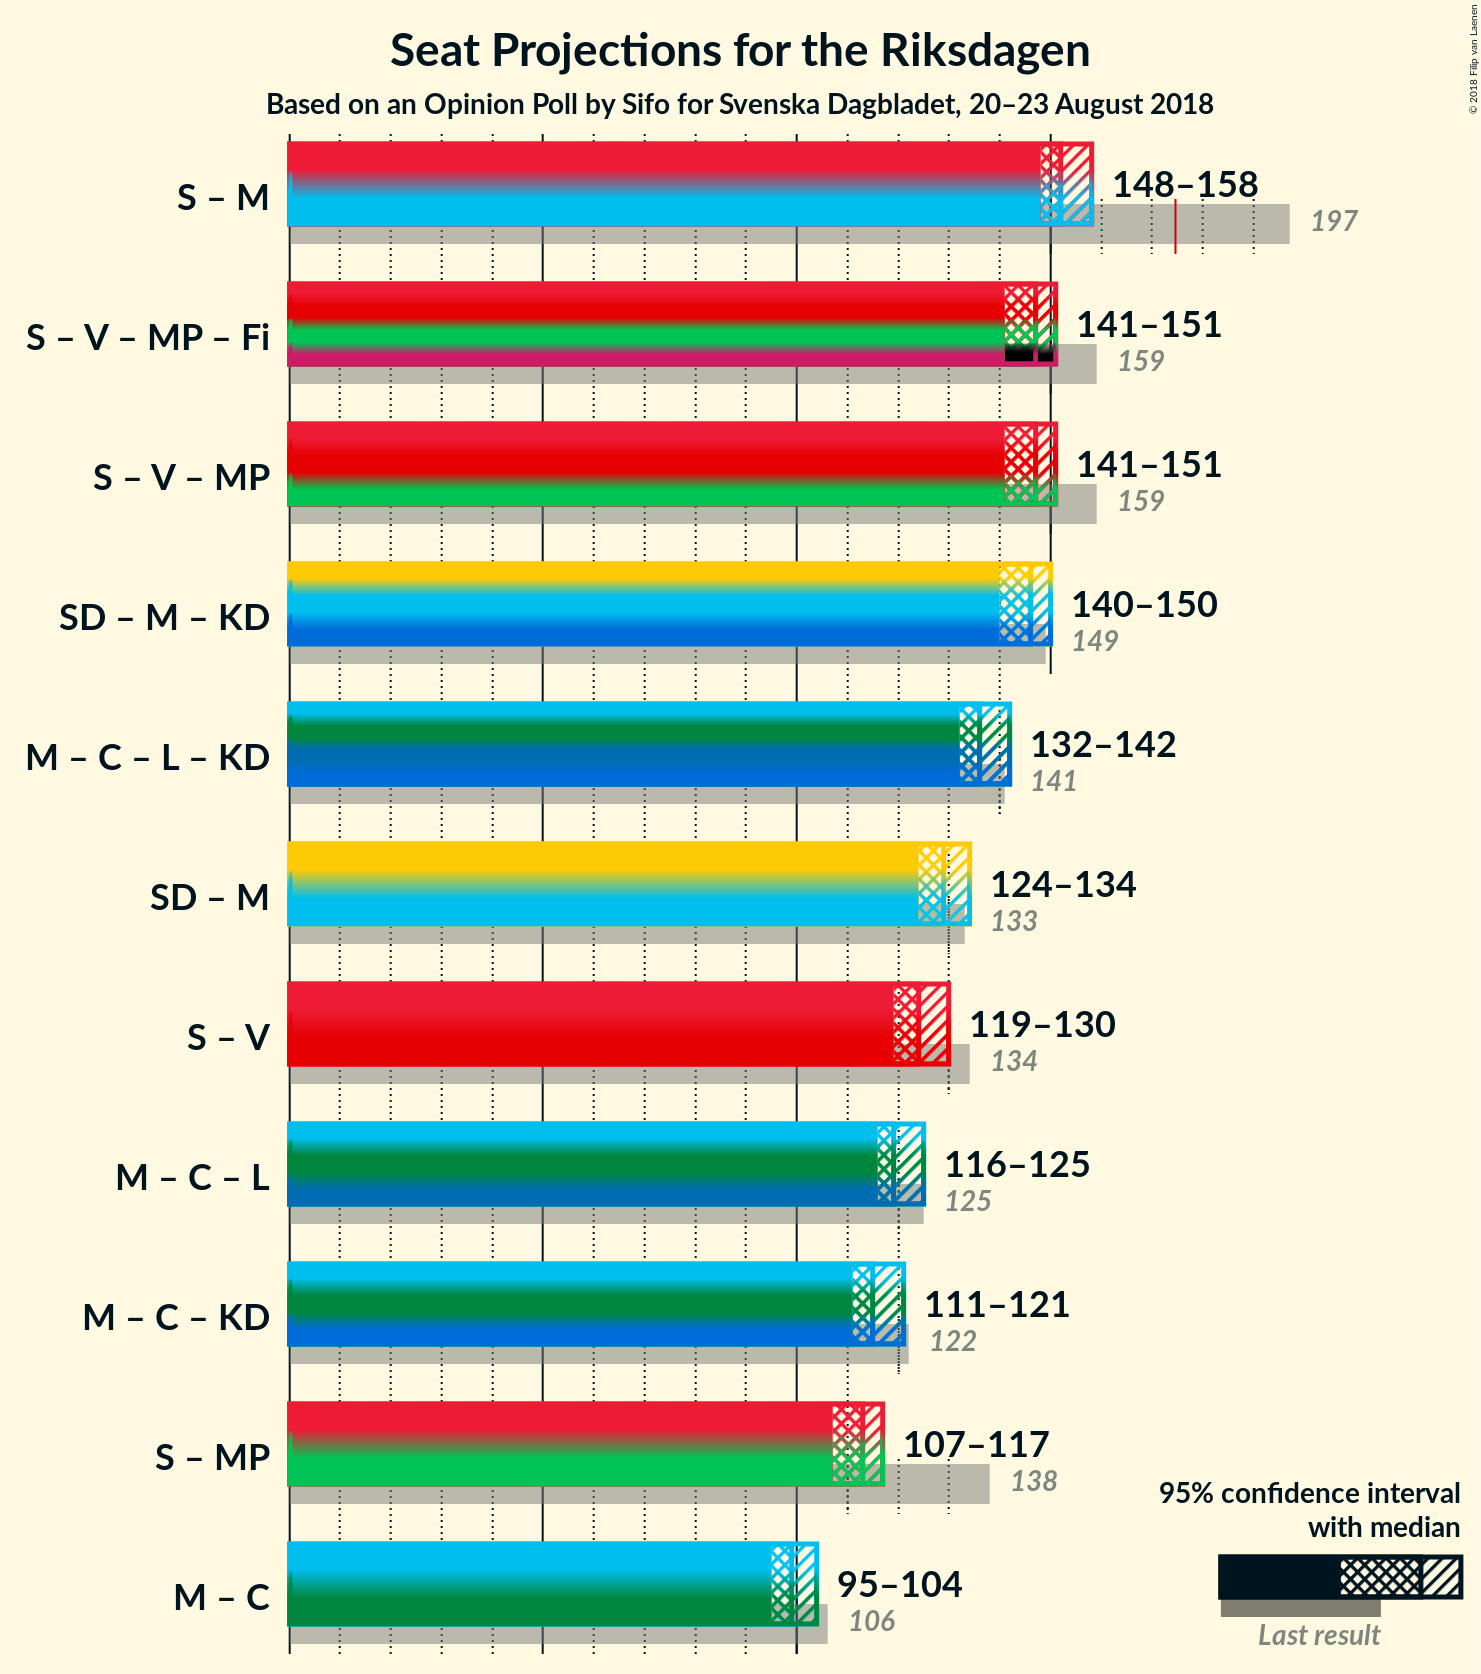 Seat Projections for the Riksdagen
Based on an Opinion Poll by Sifo for Svenska Dagbladet, 20–23 August 2018
© 2018 Filip van Laenen
S – M
148–158
197
S – V – MP – Fi
141–151
159
S – V – MP
141–151
159
SD – M – KD
140–150
149
M – C – L – KD
132–142
141
SD – M
124–134
133
S – V
119–130
134
M – C – L
116–125
125
M – C – KD
111–121
122
S – MP
107–117
138
M – C
95–104
106
95% confidence interval
with median
Last result